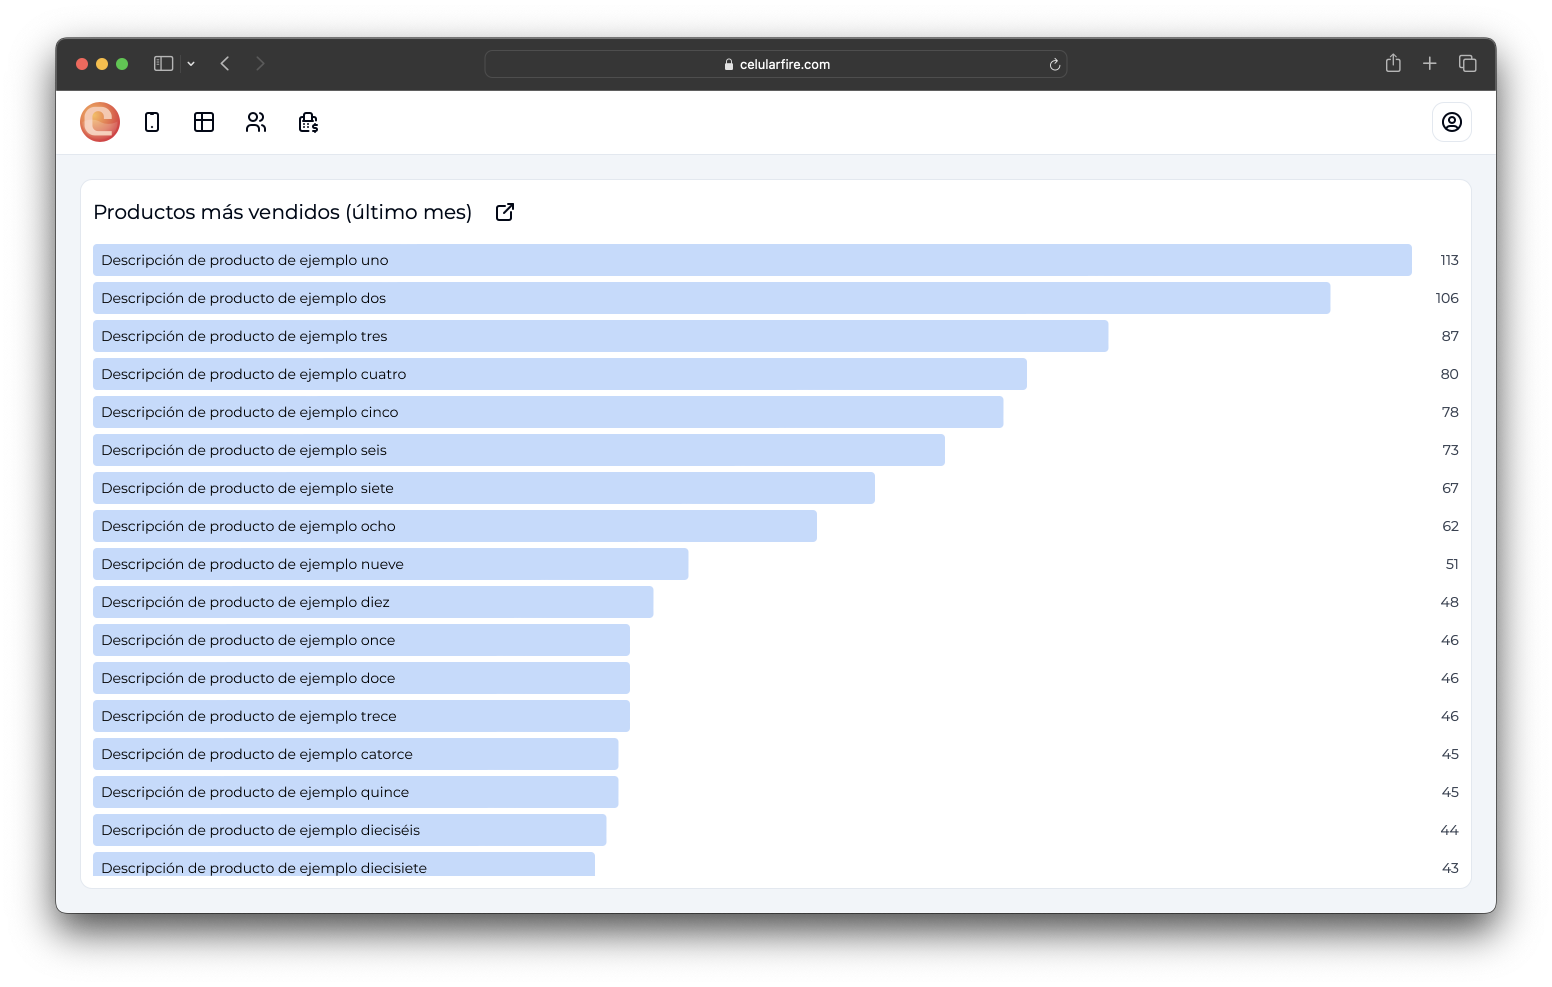 celularfire.com
Productos más vendidos (último mes)
Descripción de producto de ejemplo uno 113
Descripción de producto de ejemplo dos 106
Descripción de producto de ejemplo tres 87
Descripción de producto de ejemplo cuatro 80
Descripción de producto de ejemplo cinco 78
Descripción de producto de ejemplo seis 73
Descripción de producto de ejemplo siete 67
Descripción de producto de ejemplo ocho 62
Descripción de producto de ejemplo nueve 51
Descripción de producto de ejemplo diez 48
Descripción de producto de ejemplo once 46
Descripción de producto de ejemplo doce 46
Descripción de producto de ejemplo trece 46
Descripción de producto de ejemplo catorce 45
Descripción de producto de ejemplo quince 45
Descripción de producto de ejemplo dieciséis 44
Descripción de producto de ejemplo diecisiete 43